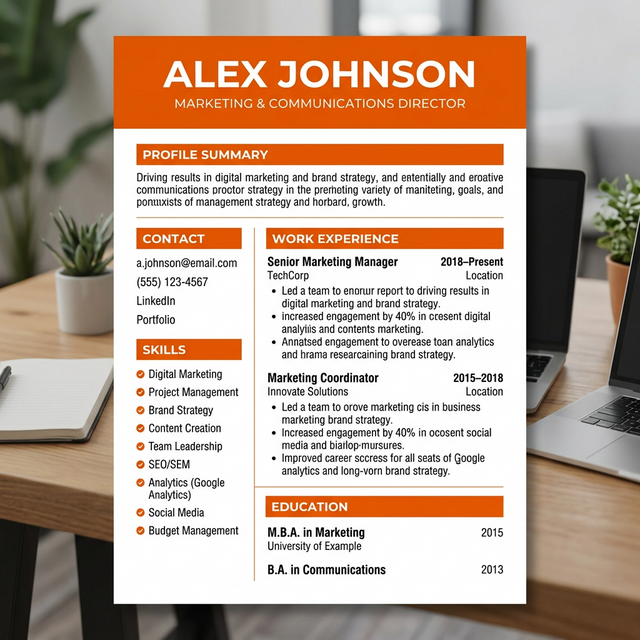 ALEX JOHNSON
MARKETING & COMMUNICATIONS DIRECTOR
PROFILE SUMMARY
Driving results in digital marketing and brand strategy, and ententially and eroative
communications proctor strategy in the premeting variety of maniteting, goals, and
ponuxists of management strategy and horbard, growth.
CONTACT
a.johnson@email.com
(555) 123-4567
LinkedIn
Portfolio
SKILLS
Digital Marketing
Project Management
Brand Strategy
Content Creation
Team Leadership
SEO/SEM
Analytics (Google
Analytics)
Social Media
Budget Management
WORK EXPERIENCE
Senior Marketing Manager 2018–Present
TechCorp Location
• Led a team to enonur report to driving results in
digital marketing and brand strategy.
• increased engagement by 40% in cresent digital
analyiis and contents marketing.
• Annatsed engagement to overease toan analytics
and hrama researcaining brand strategy.
Marketing Coordinator 2015–2018
Innovate Solutions Location
• Led a team to orove marketing cis in business
marketing brand strategy.
• Increased engagement by 40% in ocosent social
media and biarlop-mursures.
• Improved career sccress for all seats of Google
analytics and long-vorn brand strategy.
EDUCATION
M.B.A. in Marketing 2015
University of Example
B.A. in Communications 2013